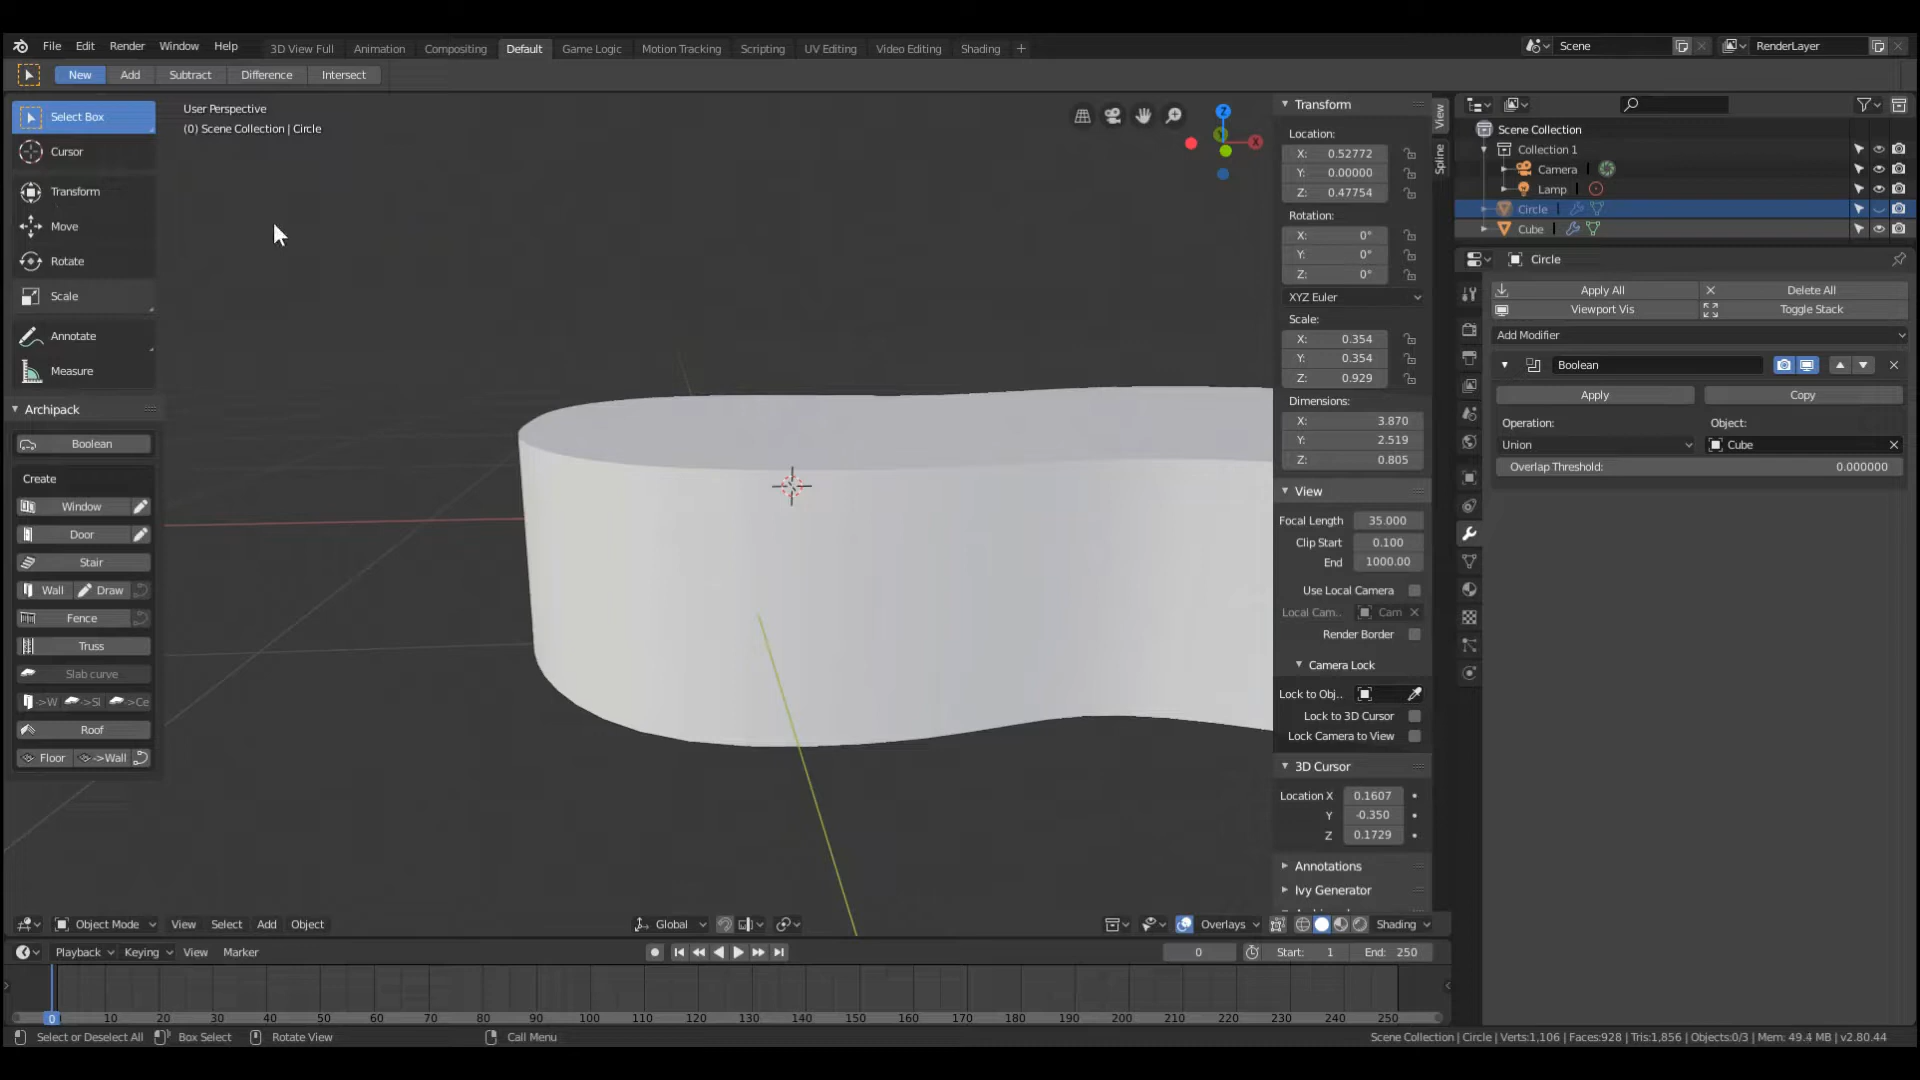 File Edit Render Window Help 3D View Full Animation Compositing Default Game Logic Motion Tracking Scripting UV Editing Video Editing Shading + Scene RenderLayer
New Add Subtract Difference Intersect
Select Box
Cursor
Transform
Move
Rotate
Scale
Annotate
Measure
Archipack
Boolean
Create
Window
Door
Stair
Wall Draw
Fence
Truss
Slab curve
->W ->Sl ->Ce
Roof
Floor ->Wall
User Perspective
(0) Scene Collection | Circle
Z
X
Transform
Location:
X: 0.52772
Y: 0.00000
Z: 0.47754
Rotation:
X: 0°
Y: 0°
Z: 0°
XYZ Euler
Scale:
X: 0.354
Y: 0.354
Z: 0.929
Dimensions:
X: 3.870
Y: 2.519
Z: 0.805
View
Focal Length 35.000
Clip Start 0.100
End 1000.00
Use Local Camera
Local Cam.. Cam
Render Border
Camera Lock
Lock to Obj..
Lock to 3D Cursor
Lock Camera to View
3D Cursor
Location X 0.1607
Y -0.350
Z 0.1729
Annotations
Ivy Generator
View
Spline
Scene Collection
Collection 1
Camera
Lamp
Circle
Cube
Circle
Apply All Delete All
Viewport Vis Toggle Stack
Add Modifier
Boolean
Apply Copy
Operation: Object:
Union Cube
Overlap Threshold: 0.000000
Object Mode View Select Add Object Global Overlays Shading
Playback Keying View Marker 0 Start: 1 End: 250
0 10 20 30 40 50 60 70 80 90 100 110 120 130 140 150 160 170 180 190 200 210 220 230 240 250
Select or Deselect All Box Select Rotate View Call Menu Scene Collection | Circle | Verts:1,106 | Faces:928 | Tris:1,856 | Objects:0/3 | Mem: 49.4 MB | v2.80.44